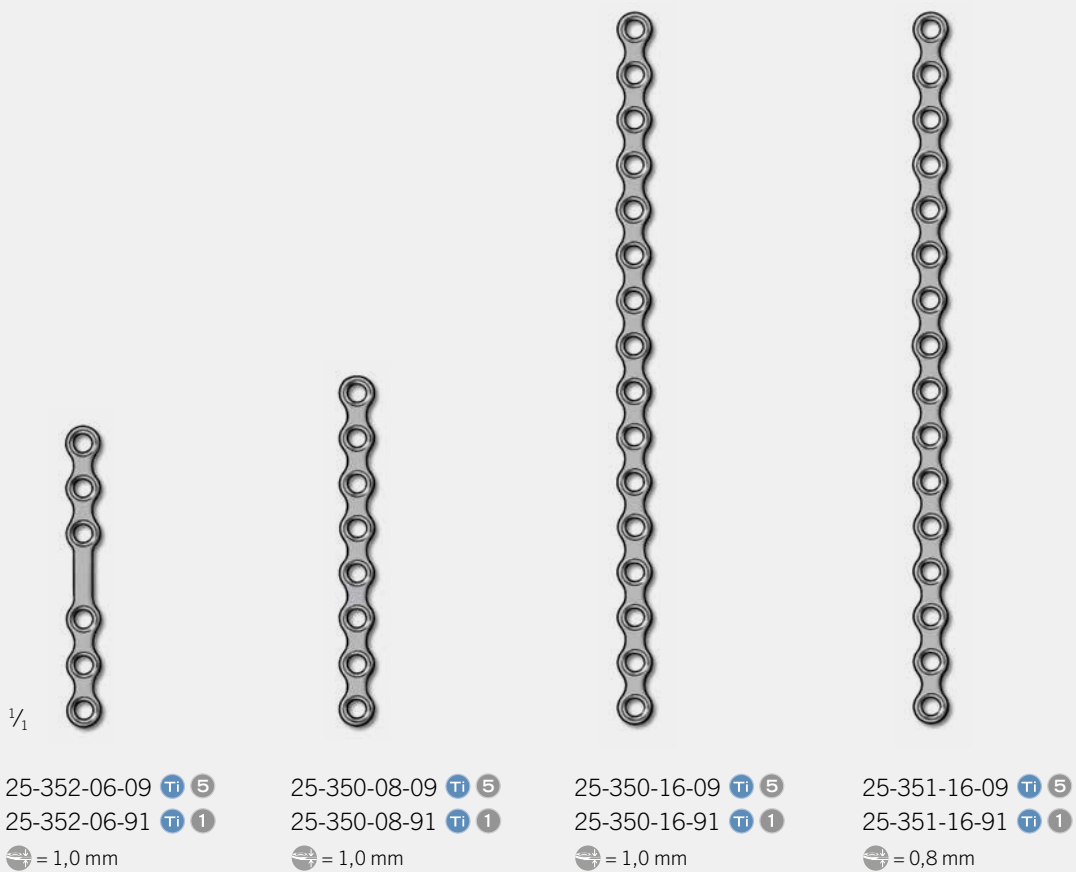 1/1
25-352-06-09 Ti 5
25-352-06-91 Ti 1
= 1,0 mm
25-350-08-09 Ti 5
25-350-08-91 Ti 1
= 1,0 mm
25-350-16-09 Ti 5
25-350-16-91 Ti 1
= 1,0 mm
25-351-16-09 Ti 5
25-351-16-91 Ti 1
= 0,8 mm